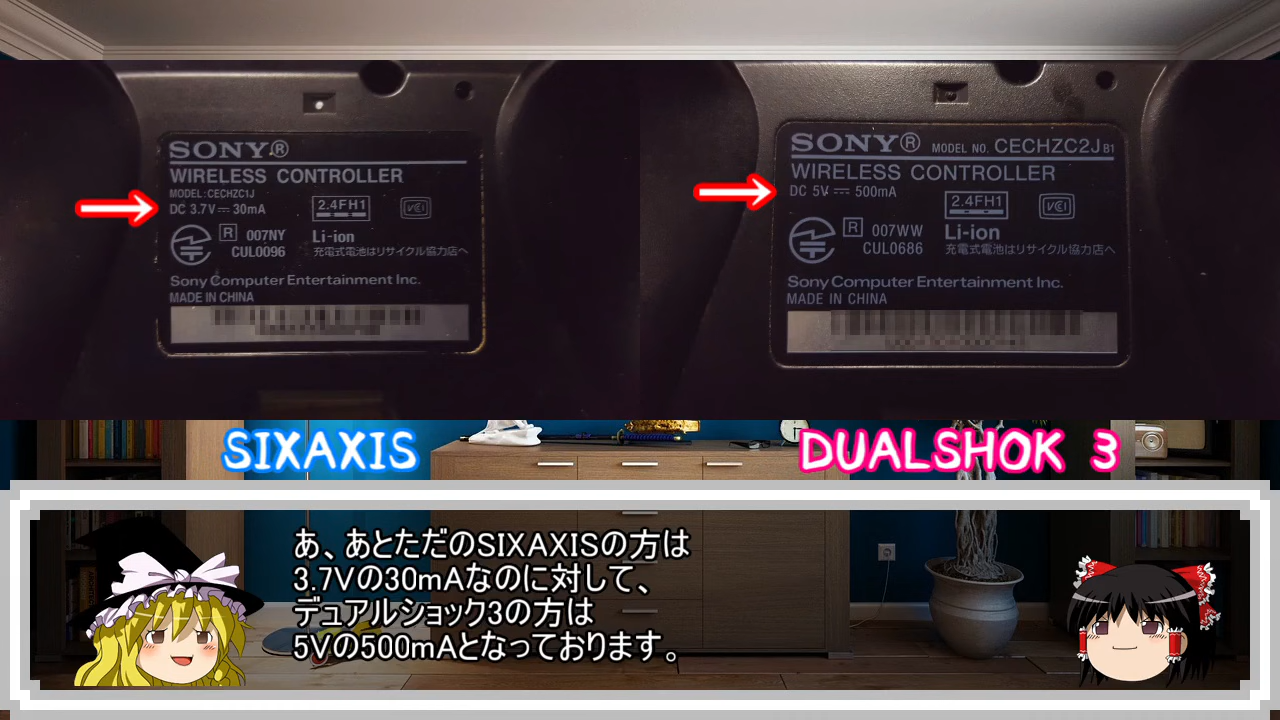 SONY®
WIRELESS CONTROLLER
MODEL:CECHZC1J
DC 3.7V⎓30mA
2.4FH1
VCI
R 007NY
CUL0096
Li-ion
充電式電池はリサイクル協力店へ
Sony Computer Entertainment Inc.
MADE IN CHINA
SONY® MODEL NO. CECHZC2J B1
WIRELESS CONTROLLER
DC 5V⎓500mA
2.4FH1
VCI
R 007WW
CUL0686
Li-ion
充電式電池はリサイクル協力店へ
Sony Computer Entertainment Inc.
MADE IN CHINA
SIXAXIS
DUALSHOK 3
あ、あとただのSIXAXISの方は
3.7Vの30mAなのに対して、
デュアルショック3の方は
5Vの500mAとなっております。